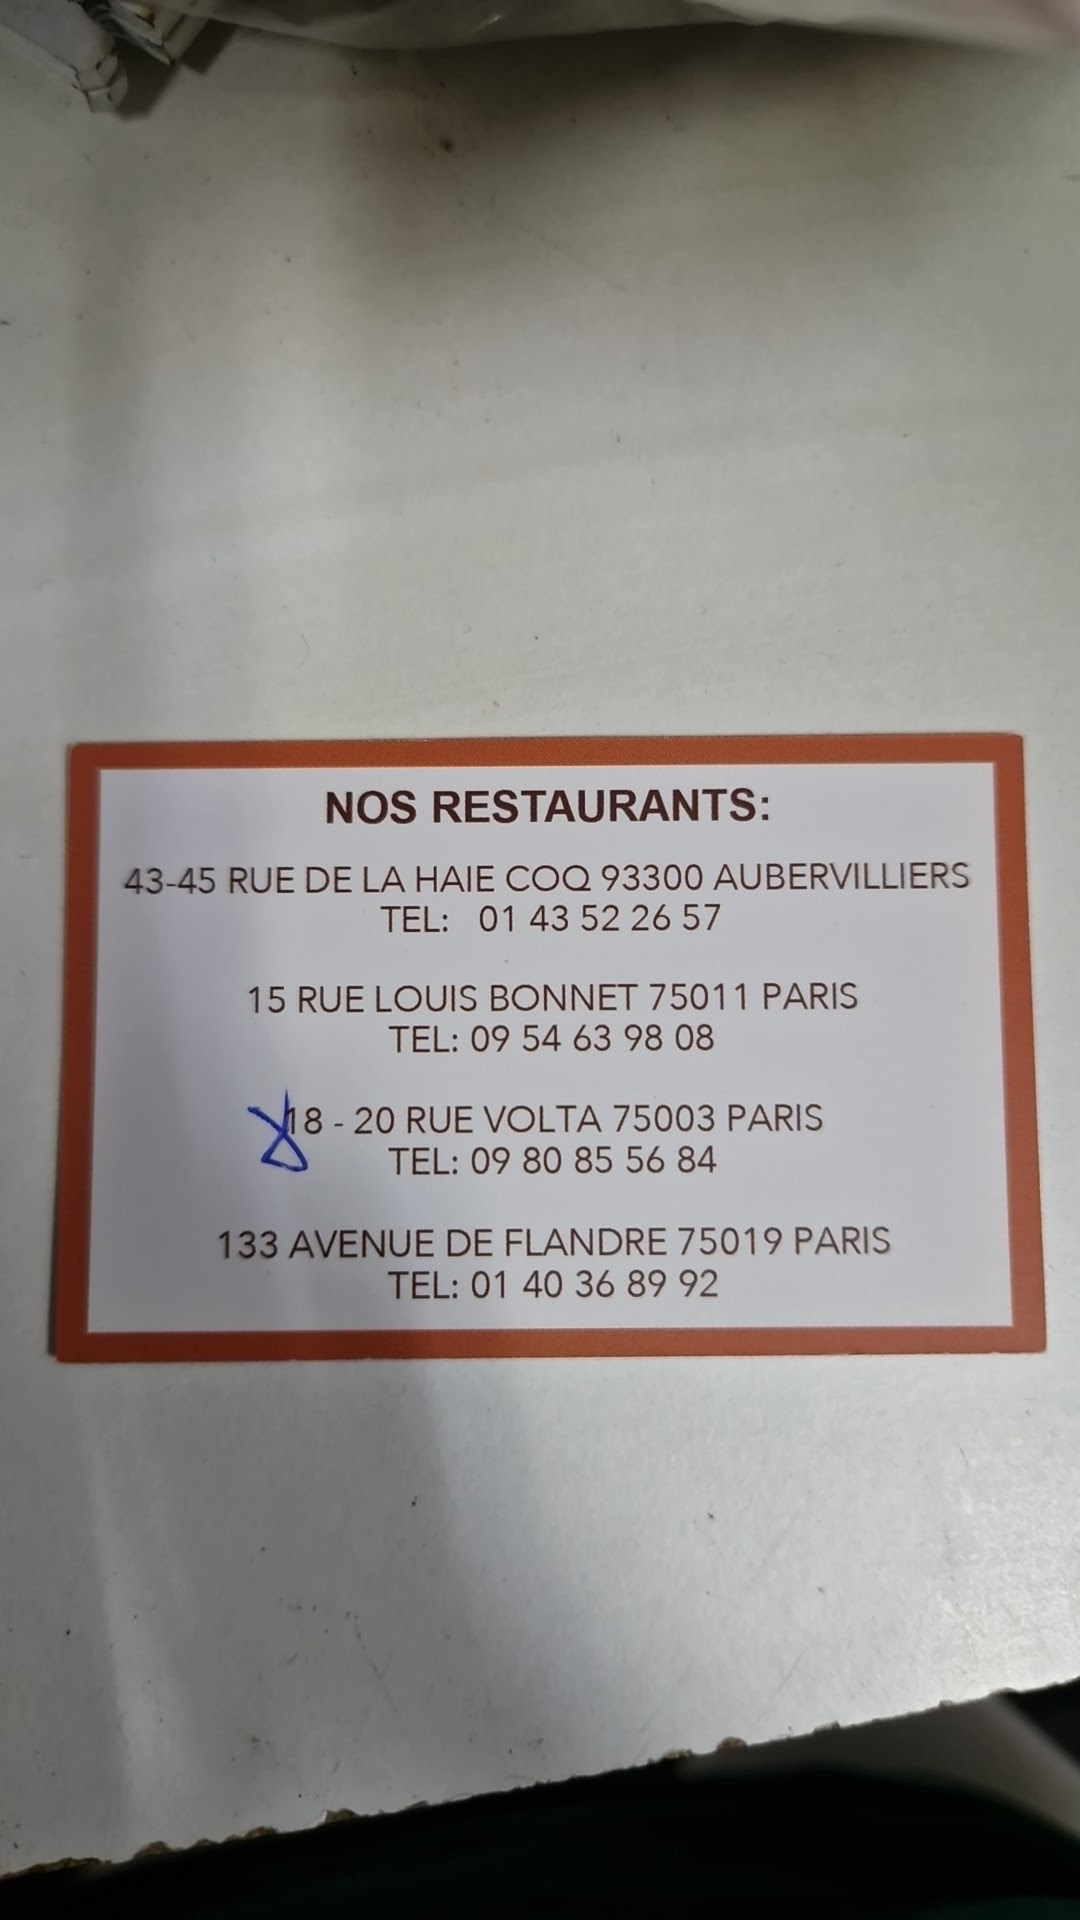 NOS RESTAURANTS:
43-45 RUE DE LA HAIE COQ 93300 AUBERVILLIERS
TEL: 01 43 52 26 57
15 RUE LOUIS BONNET 75011 PARIS
TEL: 09 54 63 98 08
18 - 20 RUE VOLTA 75003 PARIS
TEL: 09 80 85 56 84
133 AVENUE DE FLANDRE 75019 PARIS
TEL: 01 40 36 89 92